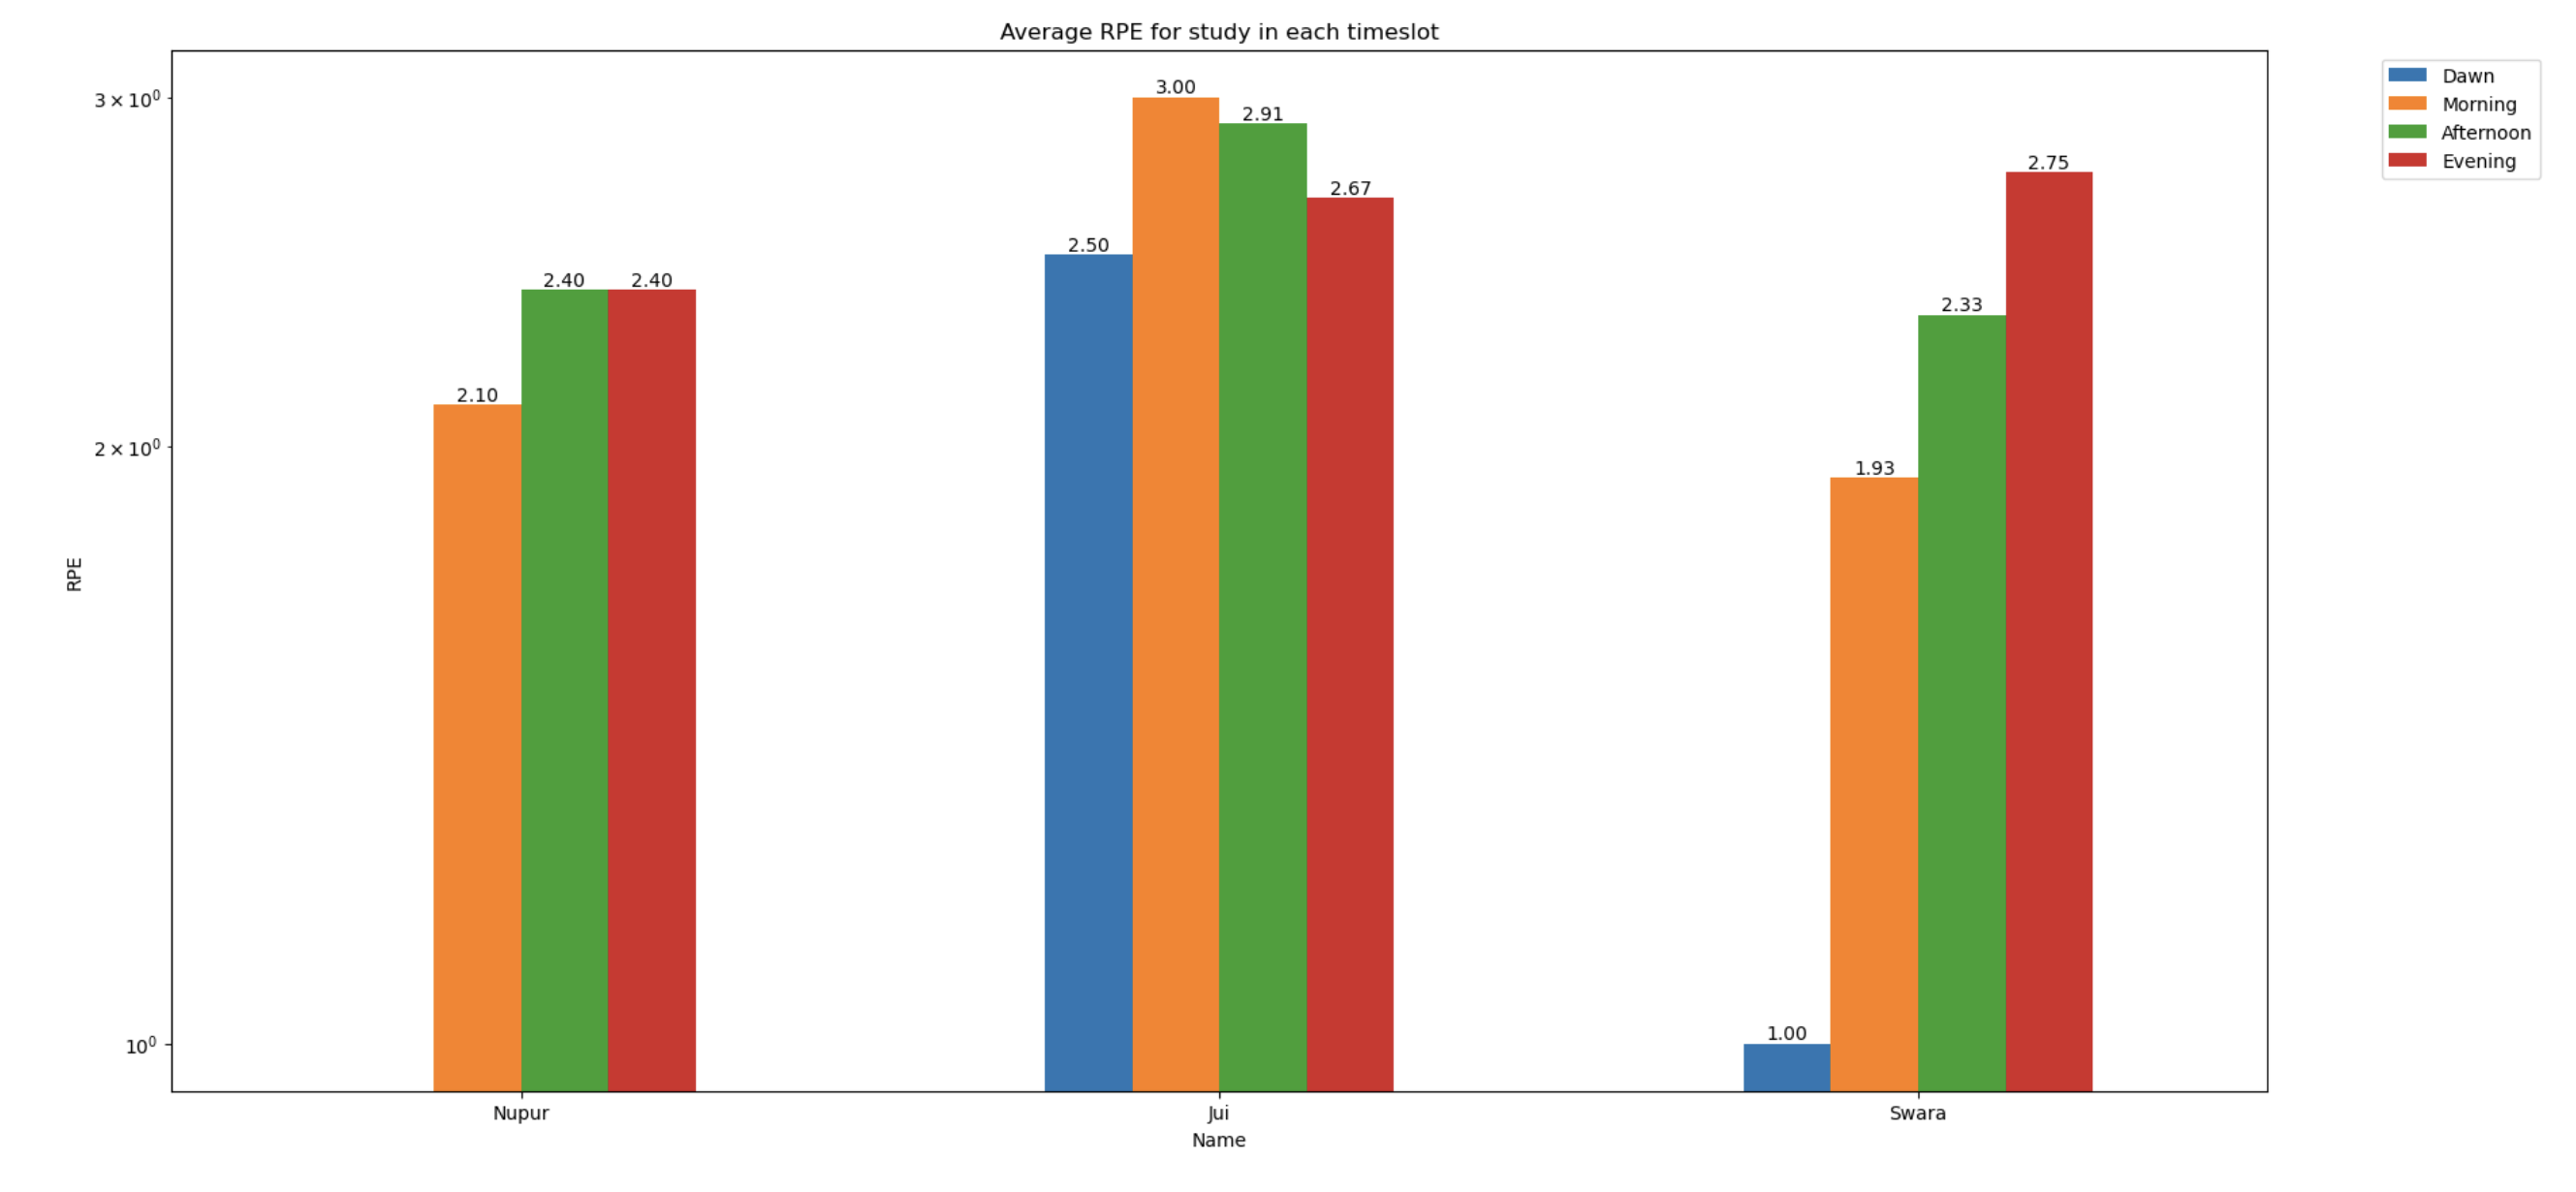 Average RPE for study in each timeslot
3 × 10⁰
2 × 10⁰
10⁰
RPE
2.10
2.40
2.40
2.50
3.00
2.91
2.67
1.00
1.93
2.33
2.75
Nupur
Jui
Swara
Name
Dawn
Morning
Afternoon
Evening